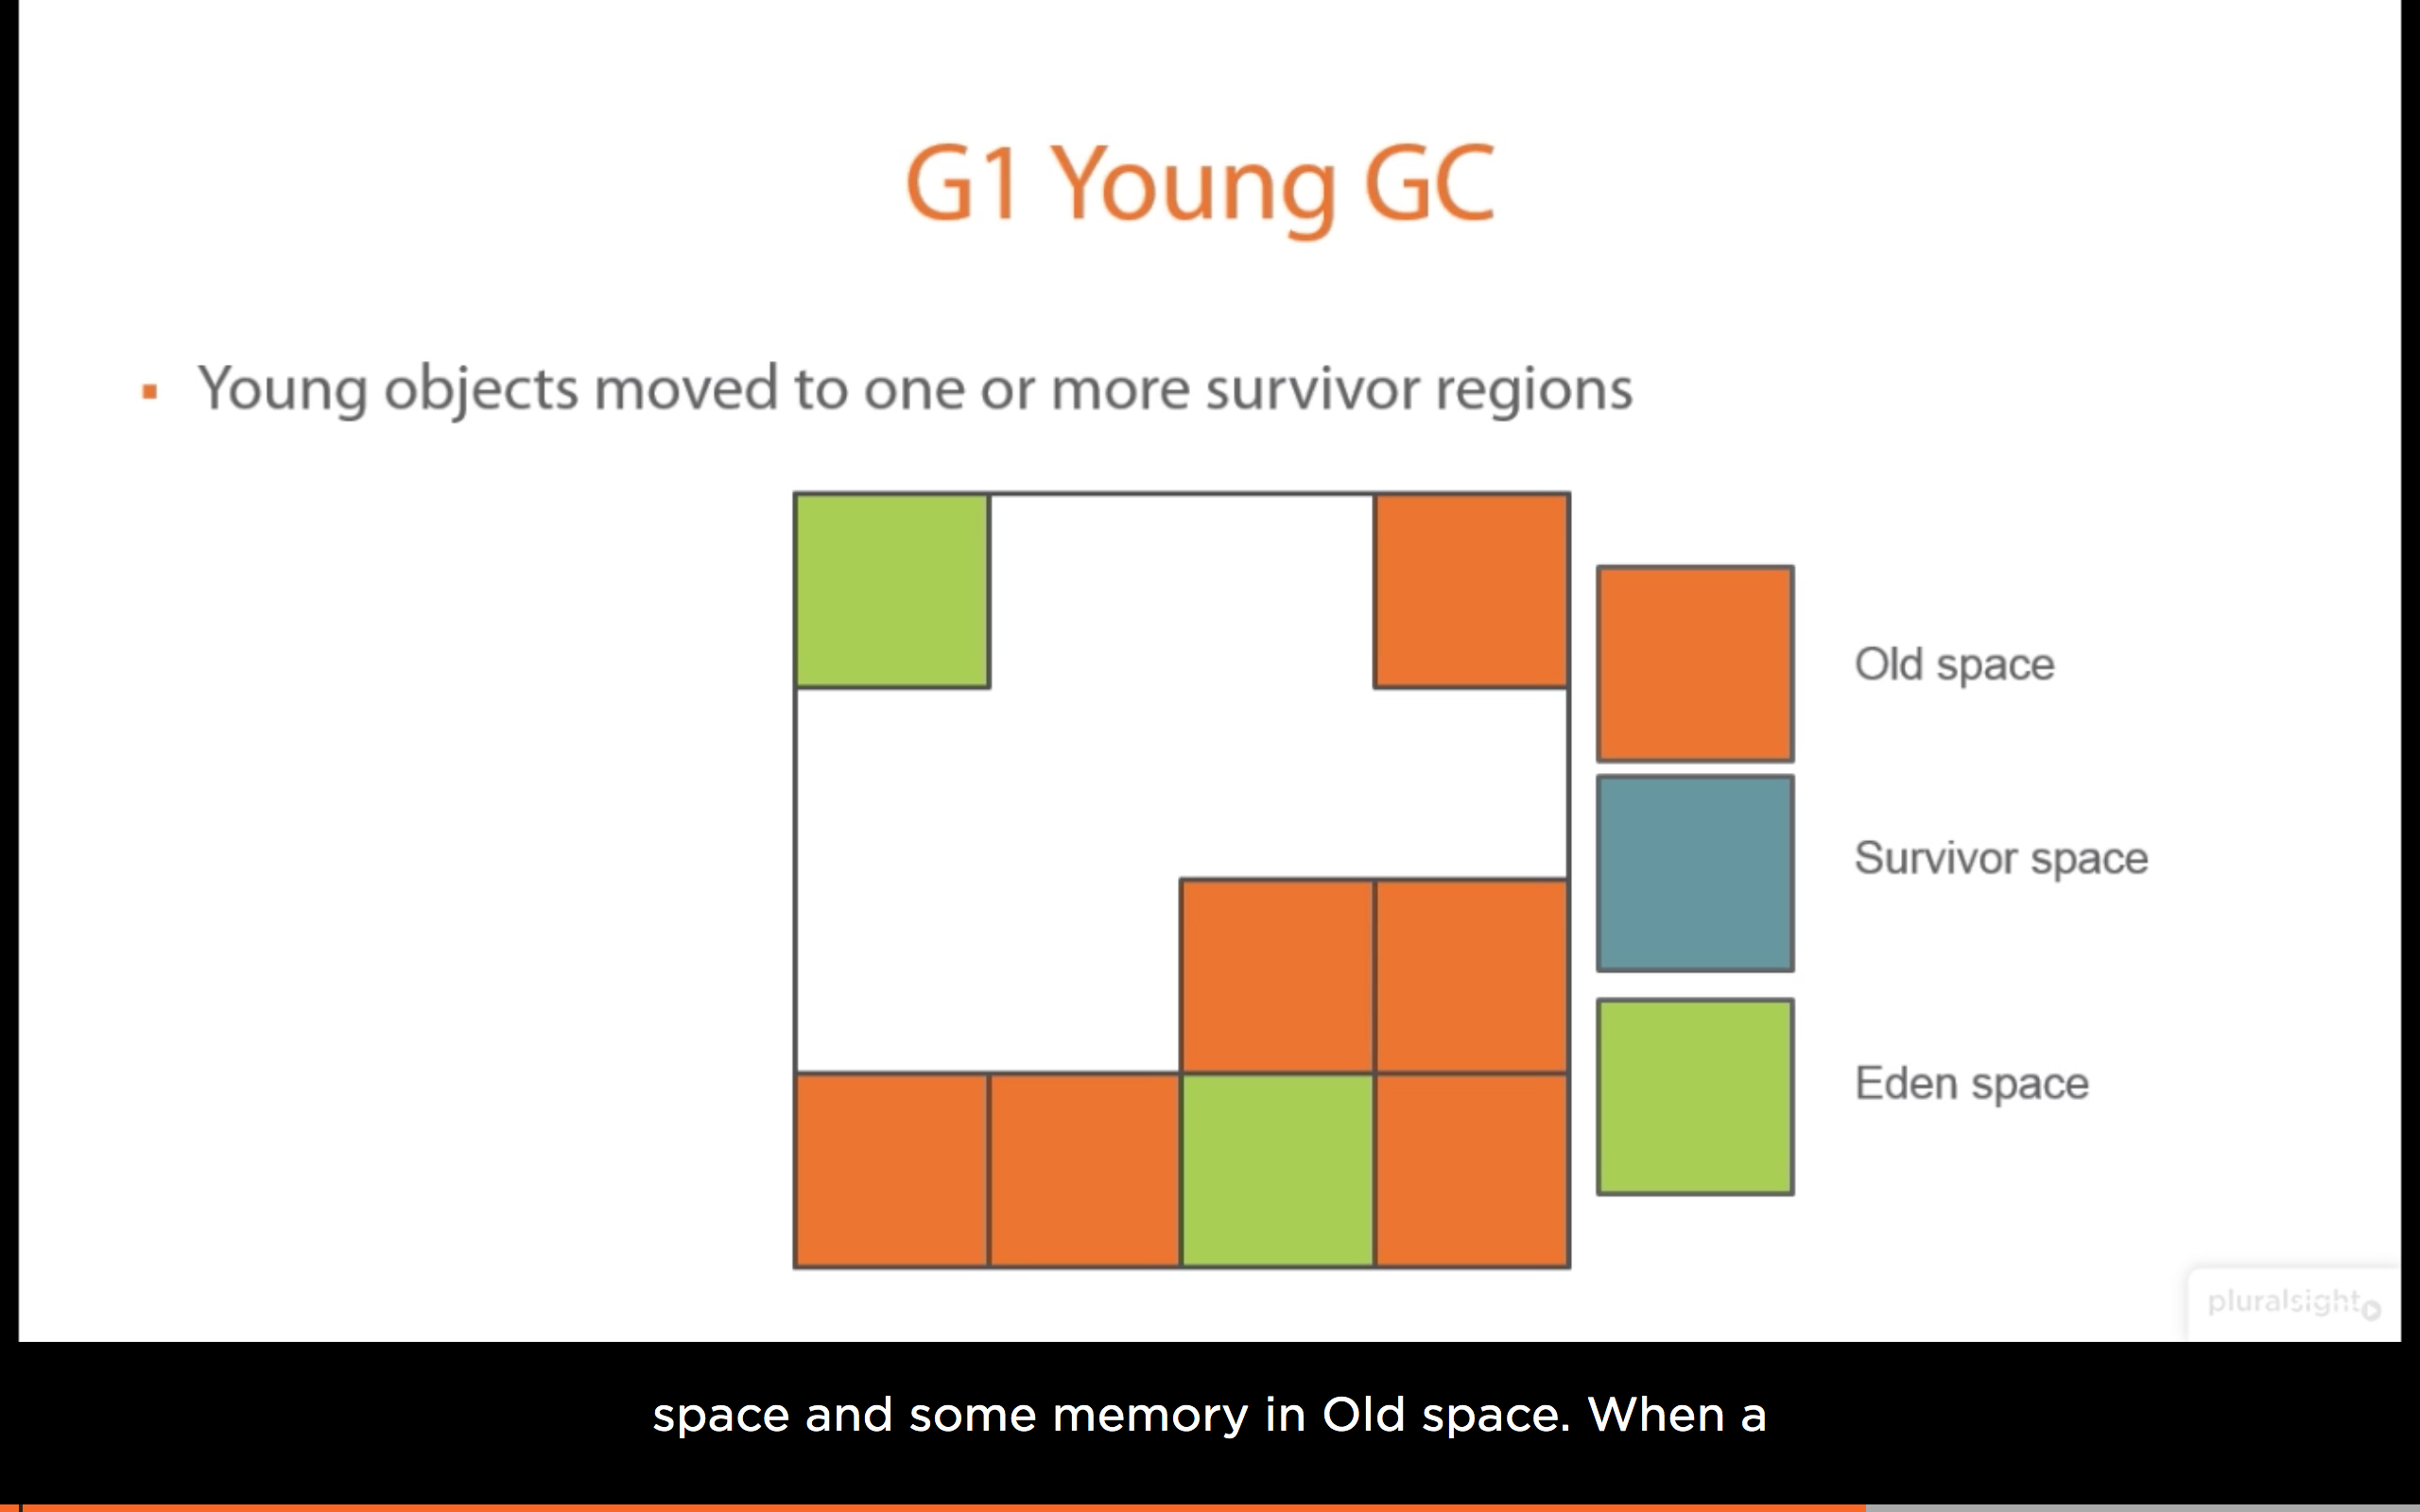 G1 Young GC
▪ Young objects moved to one or more survivor regions
Old space
Survivor space
Eden space
pluralsight
space and some memory in Old space. When a